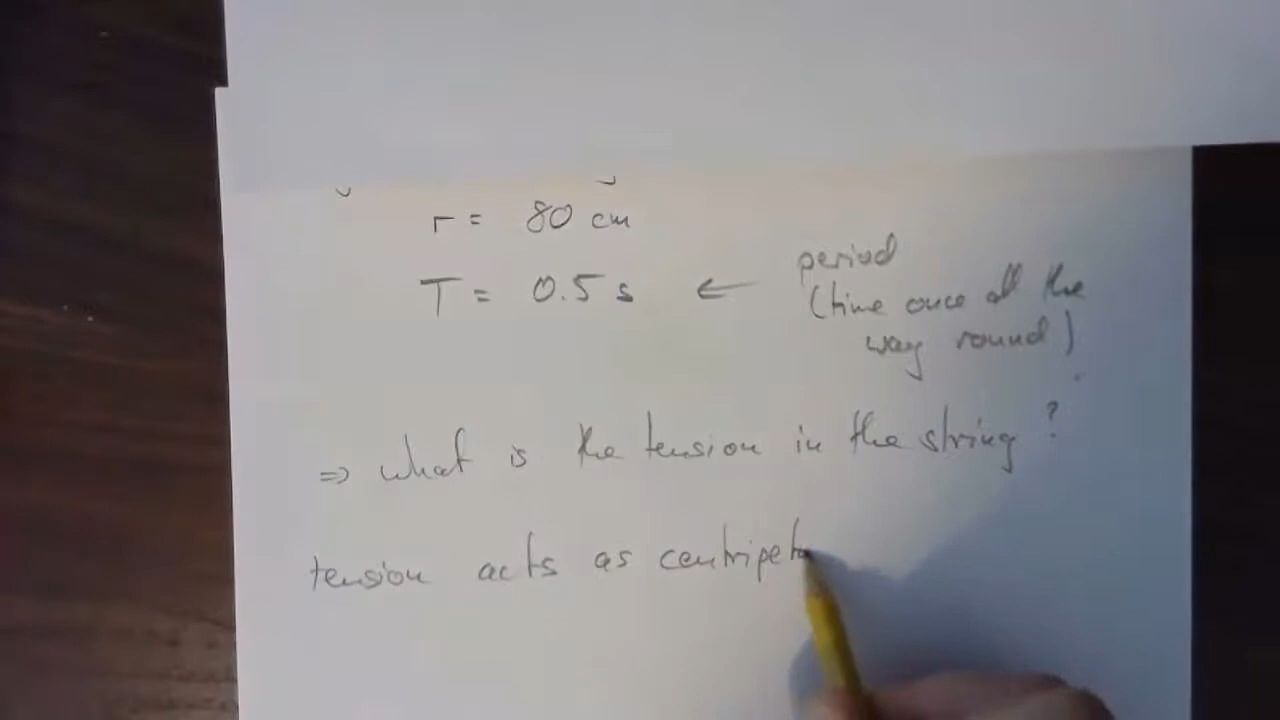 r = 80 cm
T = 0.5 s ← period
(time once all the
way round)
⇒ what is the tension in the string ?
tension acts as centripeta